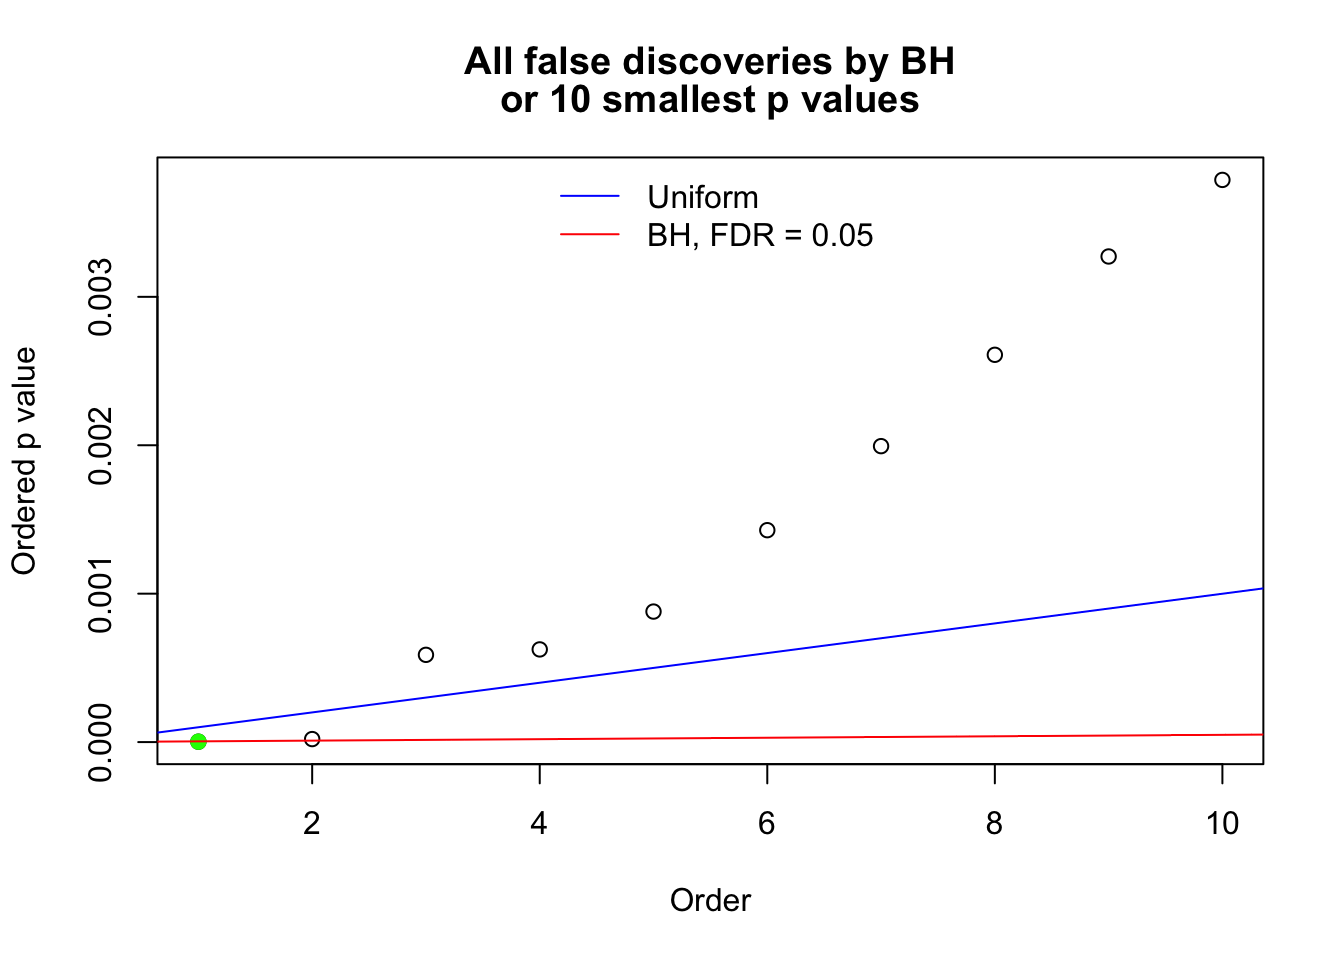 All false discoveries by BH
or 10 smallest p values
Uniform
BH, FDR = 0.05
Ordered p value
0.003
0.002
0.001
0.000
2 4 6 8 10
Order